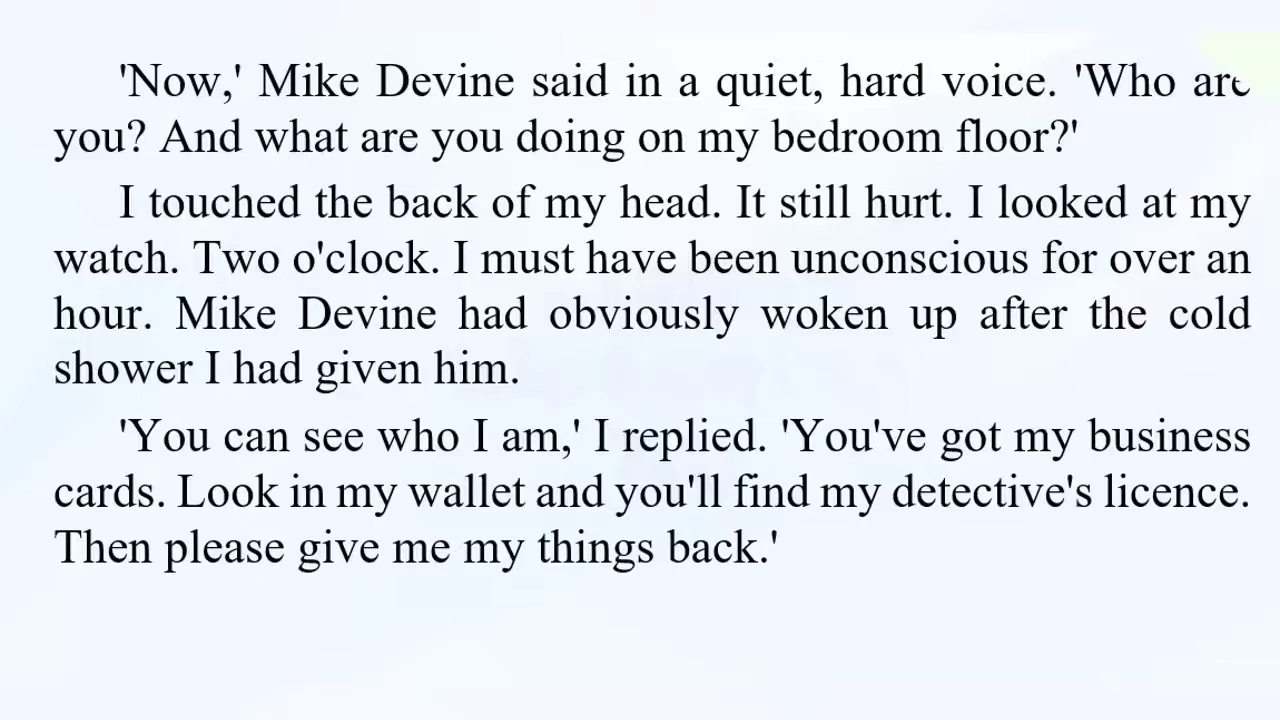 'Now,' Mike Devine said in a quiet, hard voice. 'Who are
you? And what are you doing on my bedroom floor?'
I touched the back of my head. It still hurt. I looked at my
watch. Two o'clock. I must have been unconscious for over an
hour. Mike Devine had obviously woken up after the cold
shower I had given him.
'You can see who I am,' I replied. 'You've got my business
cards. Look in my wallet and you'll find my detective's licence.
Then please give me my things back.'